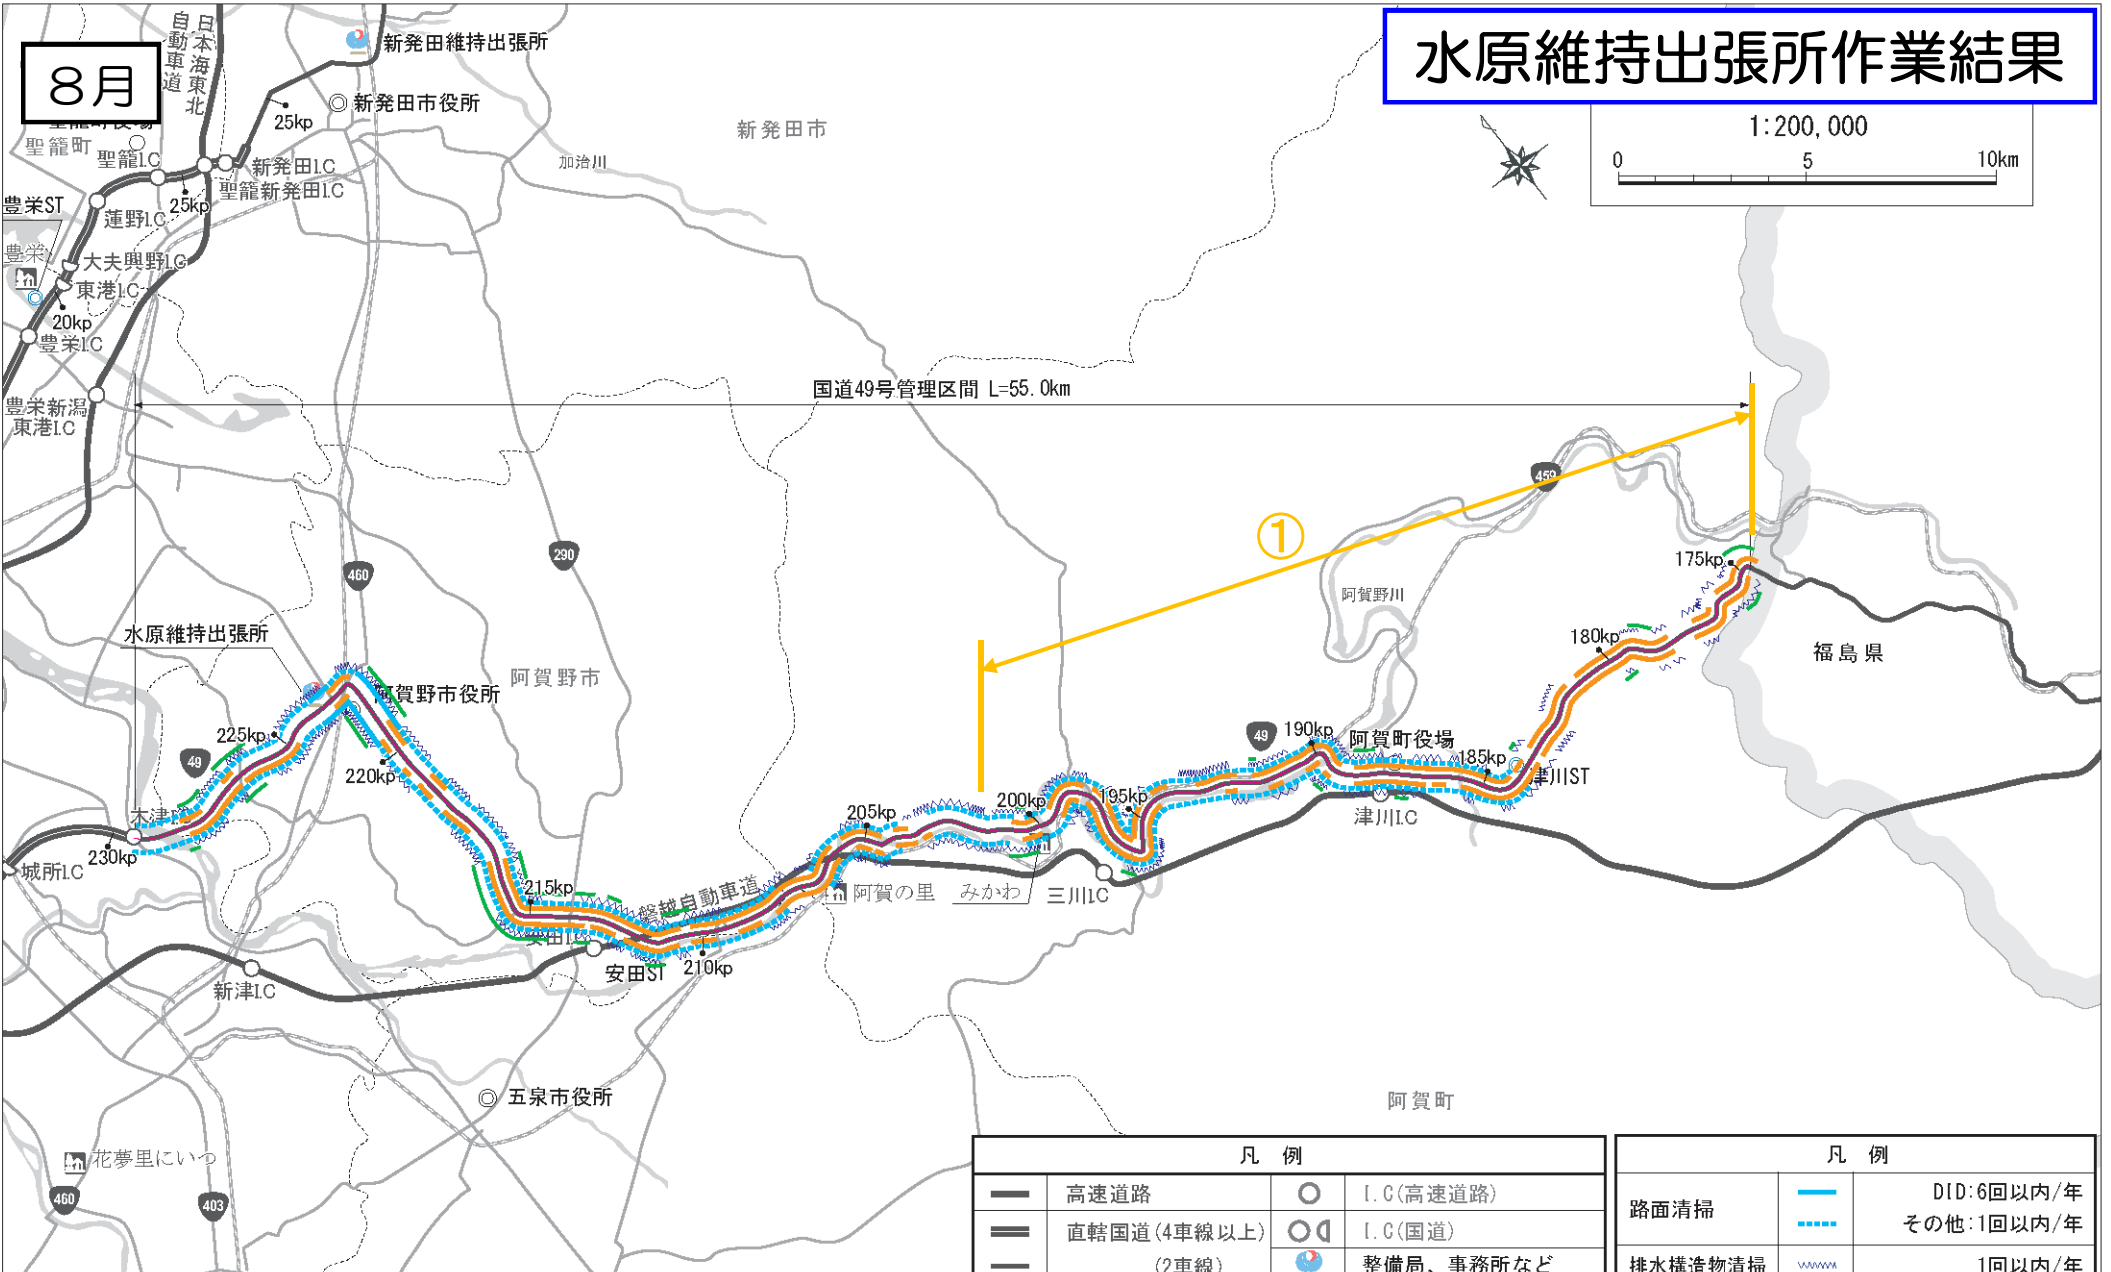 8月
水原維持出張所作業結果
1:200,000
0 5 10km
日本海東北
自動車道
新発田維持出張所
新発田市役所
25kp
新発田市
加治川
聖籠町
聖籠I.C
新発田I.C
聖籠新発田I.C
25kp
蓮野I.C
豊栄ST
豊栄
大夫興野I.C
東港I.C
20kp
豊栄I.C
豊栄新潟
東港I.C
国道49号管理区間 L=55.0km
①
459
290
460
175kp
阿賀野川
180kp
福島県
水原維持出張所
阿賀野市役所
阿賀野市
225kp
49
220kp
49
190kp
阿賀町役場
185kp
津川ST
津川I.C
木津I.C
230kp
城所I.C
205kp
200kp
195kp
215kp
磐越自動車道
阿賀の里
みかわ
三川I.C
安田I.C
安田ST
210kp
新津I.C
五泉市役所
阿賀町
花夢里にいつ
460
403
凡 例
高速道路
I.C(高速道路)
直轄国道(4車線以上)
I.C(国道)
(2車線)
整備局、事務所など
凡 例
路面清掃
DID:6回以内/年
その他:1回以内/年
排水構造物清掃
1回以内/年